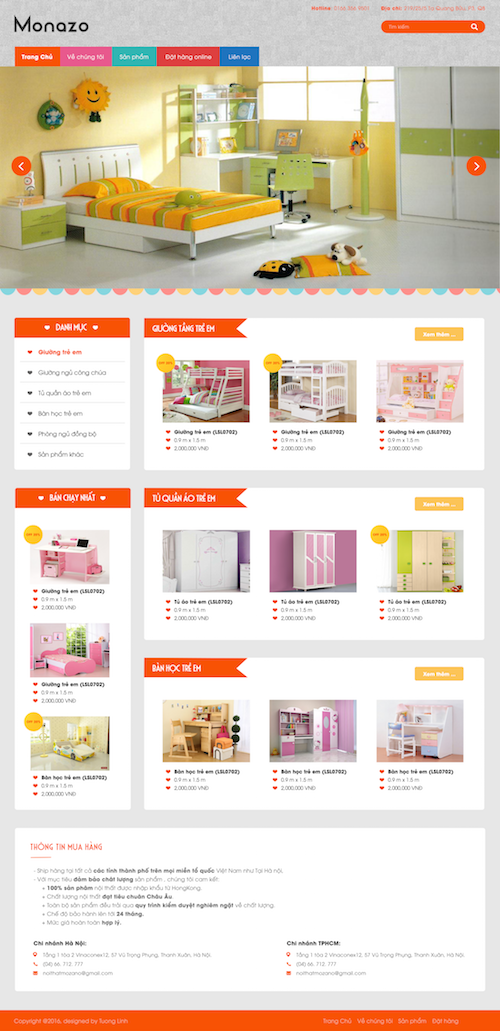 Monazo
Hotline:
Địa chỉ:
Tìm kiếm
Trang Chủ
Về chúng tôi
Sản phẩm
Đặt hàng online
Liên lạc
DANH MỤC
Giường trẻ em
Giường ngủ công chúa
Tủ quần áo trẻ em
Bàn học trẻ em
Phòng ngủ đồng bộ
Sản phẩm khác
GIƯỜNG TẦNG TRẺ EM
Xem thêm ...
Giường trẻ em (LSL0702)
0.9 m x 1.5 m
2,000,000 VNĐ
Giường trẻ em (LSL0702)
0.9 m x 1.5 m
2,000,000 VNĐ
Giường trẻ em (LSL0702)
0.9 m x 1.5 m
2,000,000 VNĐ
BÁN CHẠY NHẤT
Giường trẻ em (LSL0702)
0.9 m x 1.5 m
2,000,000 VNĐ
Giường trẻ em (LSL0702)
0.9 m x 1.5 m
2,000,000 VNĐ
Bàn học trẻ em (LSL0702)
0.9 m x 1.5 m
2,000,000 VNĐ
TỦ QUẦN ÁO TRẺ EM
Xem thêm ...
Tủ áo trẻ em (LSL0702)
0.9 m x 1.5 m
2,000,000 VNĐ
Tủ áo trẻ em (LSL0702)
0.9 m x 1.5 m
2,000,000 VNĐ
Tủ áo trẻ em (LSL0702)
0.9 m x 1.5 m
2,000,000 VNĐ
BÀN HỌC TRẺ EM
Xem thêm ...
Bàn học trẻ em (LSL0702)
0.9 m x 1.5 m
2,000,000 VNĐ
Bàn học trẻ em (LSL0702)
0.9 m x 1.5 m
2,000,000 VNĐ
Bàn học trẻ em (LSL0702)
0.9 m x 1.5 m
2,000,000 VNĐ
THÔNG TIN MUA HÀNG
- Ship hàng tại tất cả các tỉnh thành phố trên mọi miền tổ quốc Việt Nam như Tại Hà Nội,
- Với mục tiêu đảm bảo chất lượng sản phẩm , chúng tôi cam kết:
100% sản phẩm nội thất được nhập khẩu từ HongKong.
Chất lượng nội thất đạt tiêu chuẩn Châu Âu
Toàn bộ sản phẩm đều trải qua quy trình kiểm duyệt nghiêm ngặt về chất lượng.
Chế độ bảo hành lên tới 24 tháng.
Mức giá hoàn toàn hợp lý.
Chi nhánh Hà Nội:
Tầng 1 tòa 2 Vinaconex12, 57 Vũ Trọng Phụng, Thanh Xuân, Hà Nội
(04) 66. 712. 777
noithatmozano@gmail.com
Chi nhánh TPHCM:
Tầng 1 tòa 2 Vinaconex12, 57 Vũ Trọng Phụng, Thanh Xuân, Hà Nội.
(04) 66. 712 .777
noithatmozano@gmail.com
Copyright @2016, designed by Tuong Linh
Trang Chủ
Về chúng tôi
Sản phẩm
Đặt hàng